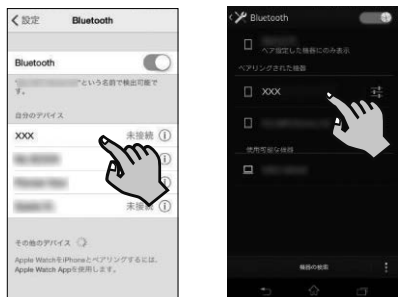 設定
Bluetooth
Bluetooth
"という名前で検出可能です。
自分のデバイス
XXX 未接続
未接続
その他のデバイス
Apple WatchをiPhoneとペアリングするには、
Apple Watch Appを使用します。
Bluetooth
ペア設定した機器にのみ表示
ペアリングされた機器
XXX
使用可能な機器
機器の検索